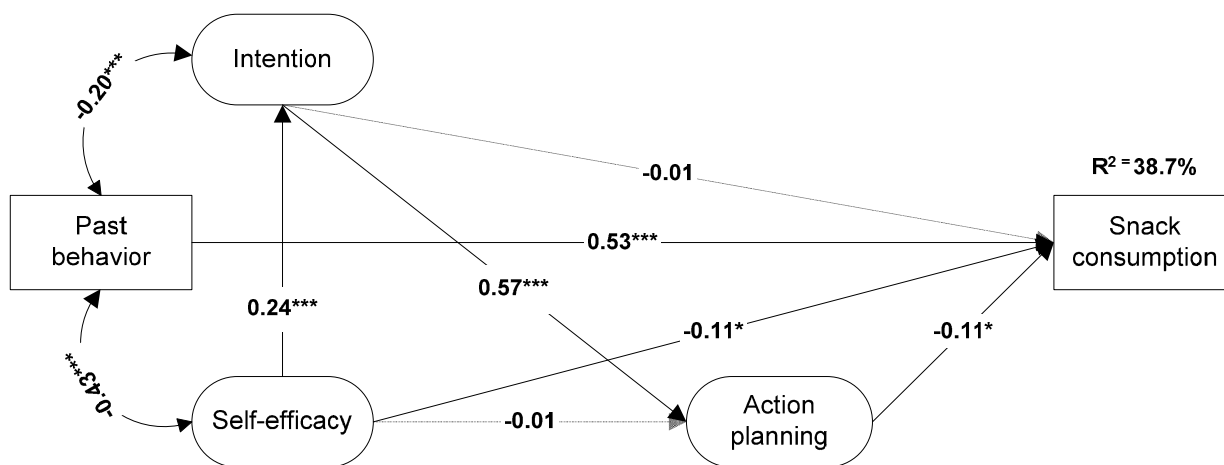 Intention
-0.20***
R² = 38.7%
-0.01
Past
behavior
0.53***
Snack
consumption
0.57***
0.24***
-0.11*
-0.11*
-0.43***
Self-efficacy
-0.01
Action
planning